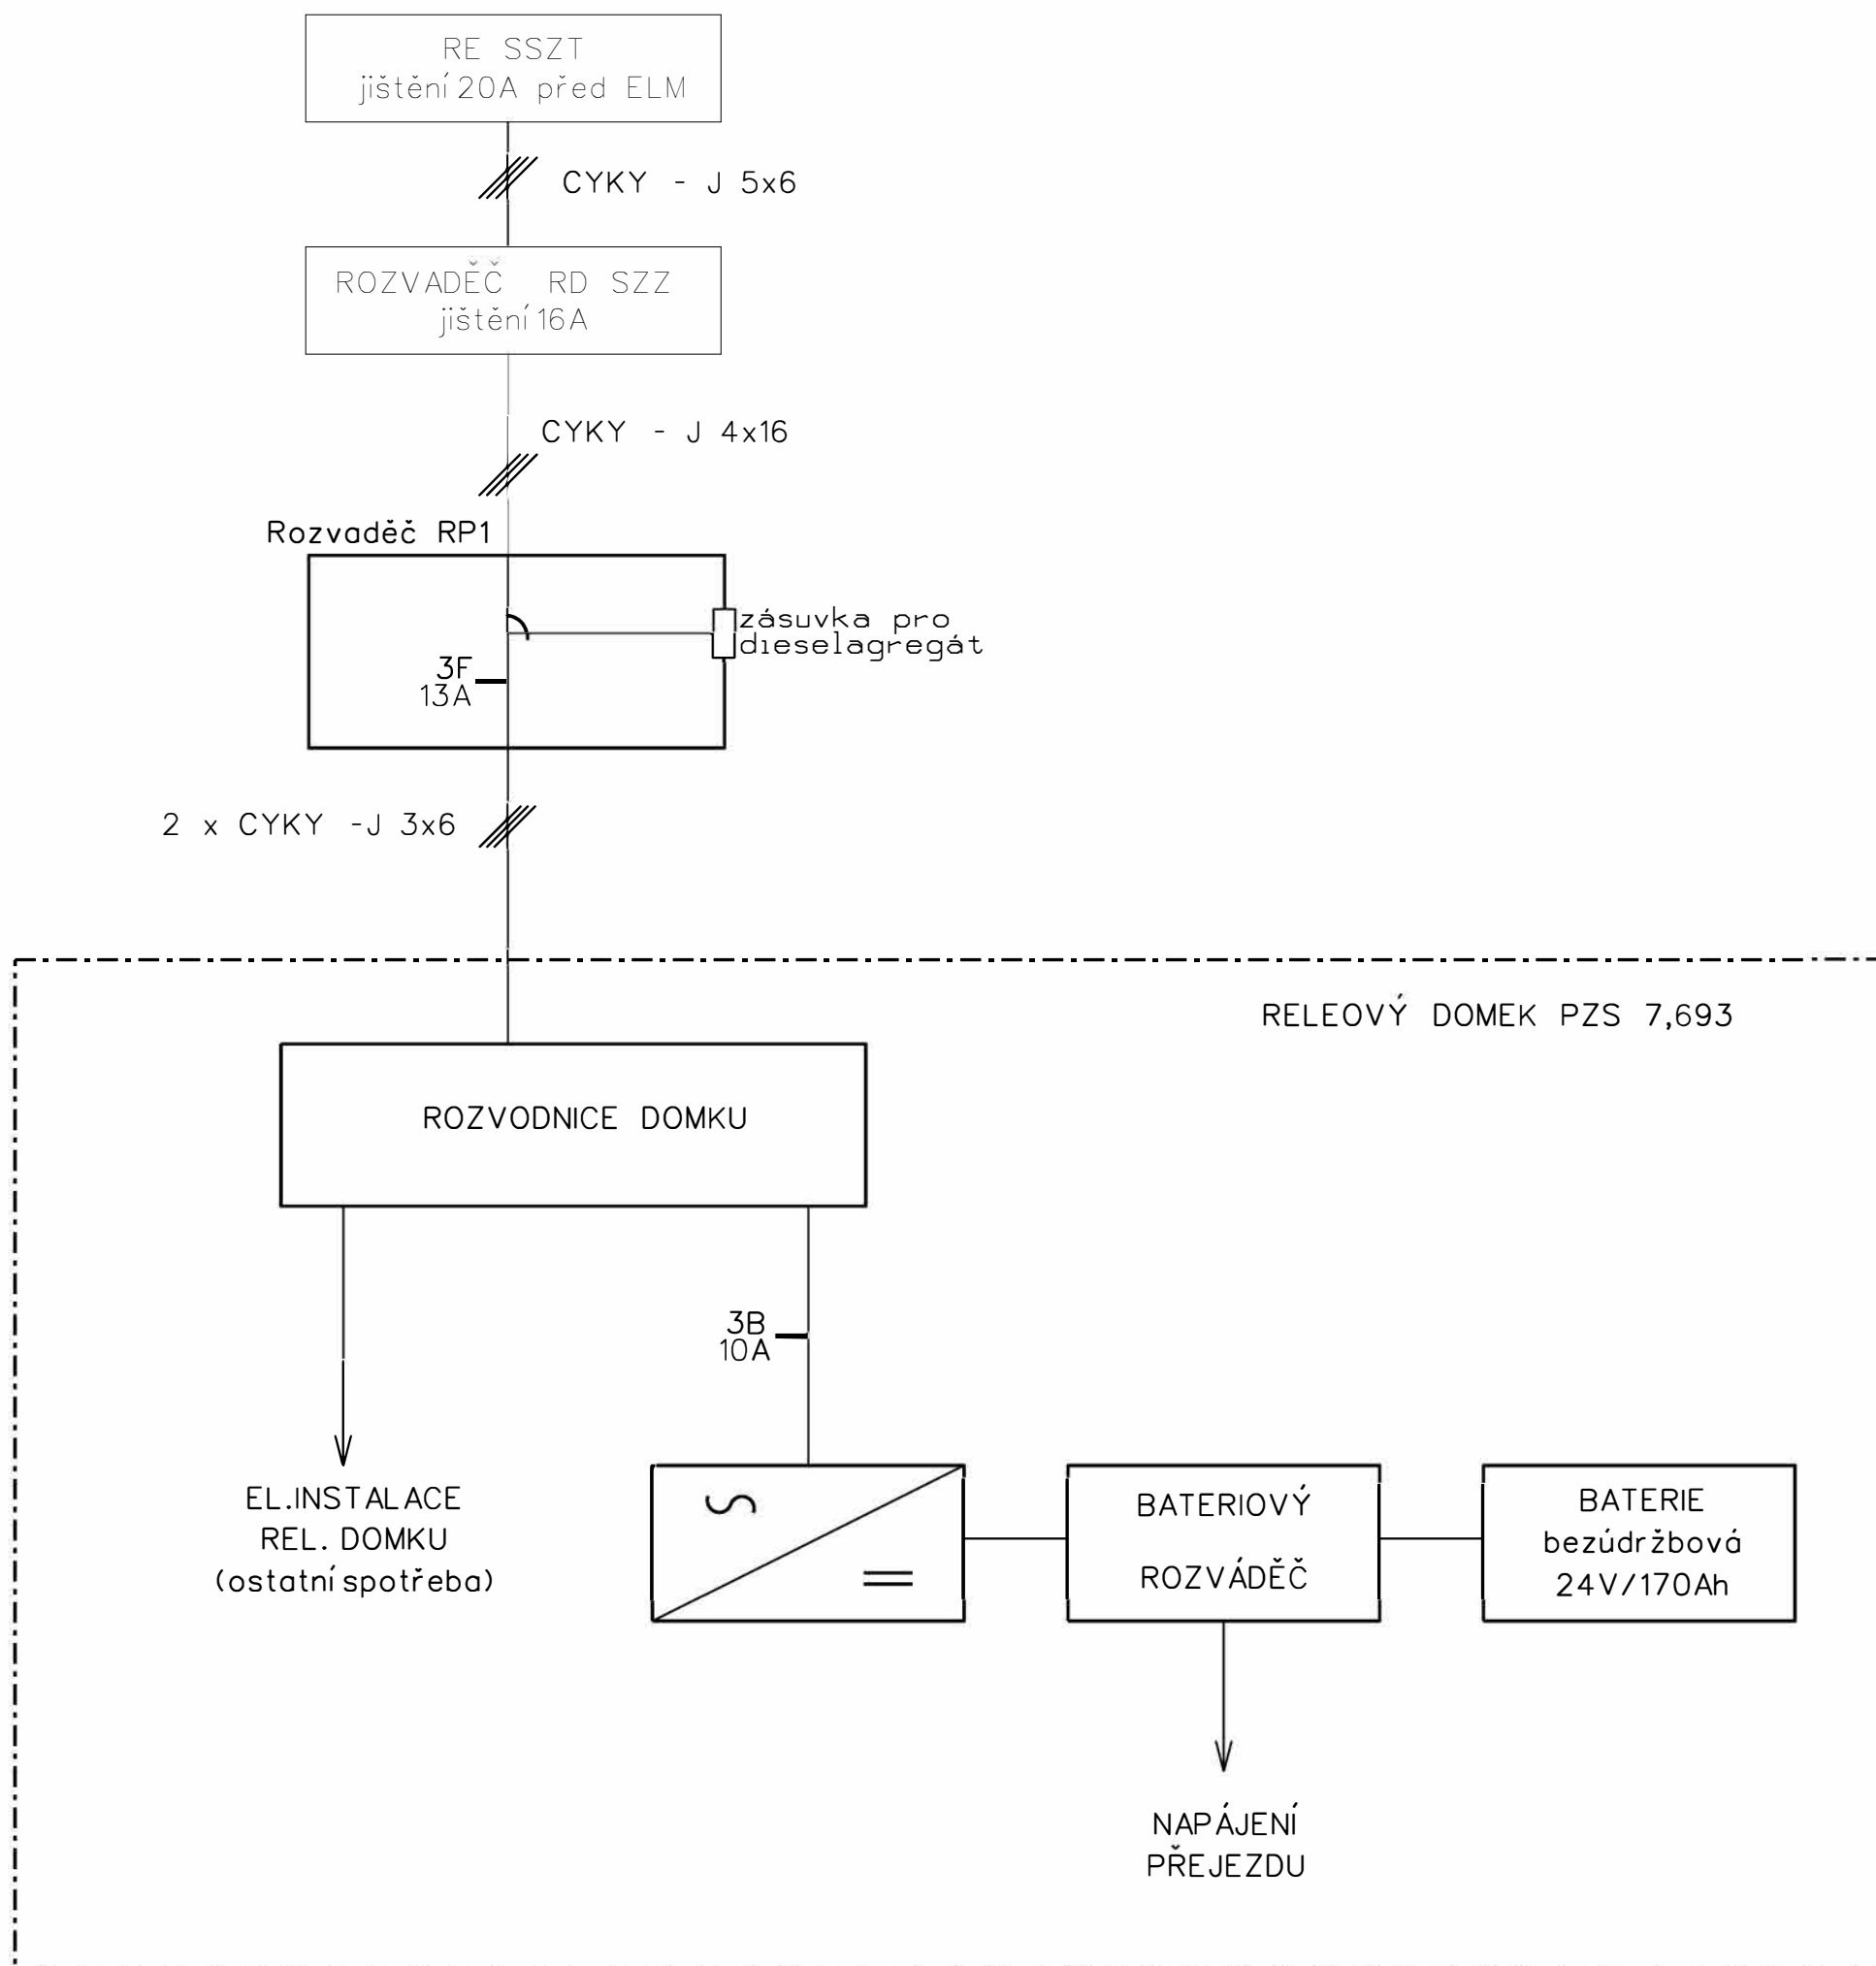 RE SSZT
jištění 20A před ELM
CYKY - J 5x6
ROZVADĚČ RD SZZ
jištění 16A
CYKY - J 4x16
Rozvaděč RP1
zásuvka pro
dieselagregát
3F
13A
2 x CYKY -J 3x6
RELEOVÝ DOMEK PZS 7,693
ROZVODNICE DOMKU
3B
10A
EL.INSTALACE
REL. DOMKU
(ostatní spotřeba)
BATERIOVÝ
ROZVÁDĚČ
BATERIE
bezúdržbová
24V/170Ah
NAPÁJENÍ
PŘEJEZDU